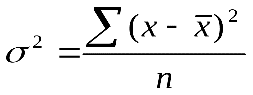 σ² = ∑(x - x̅)² / n